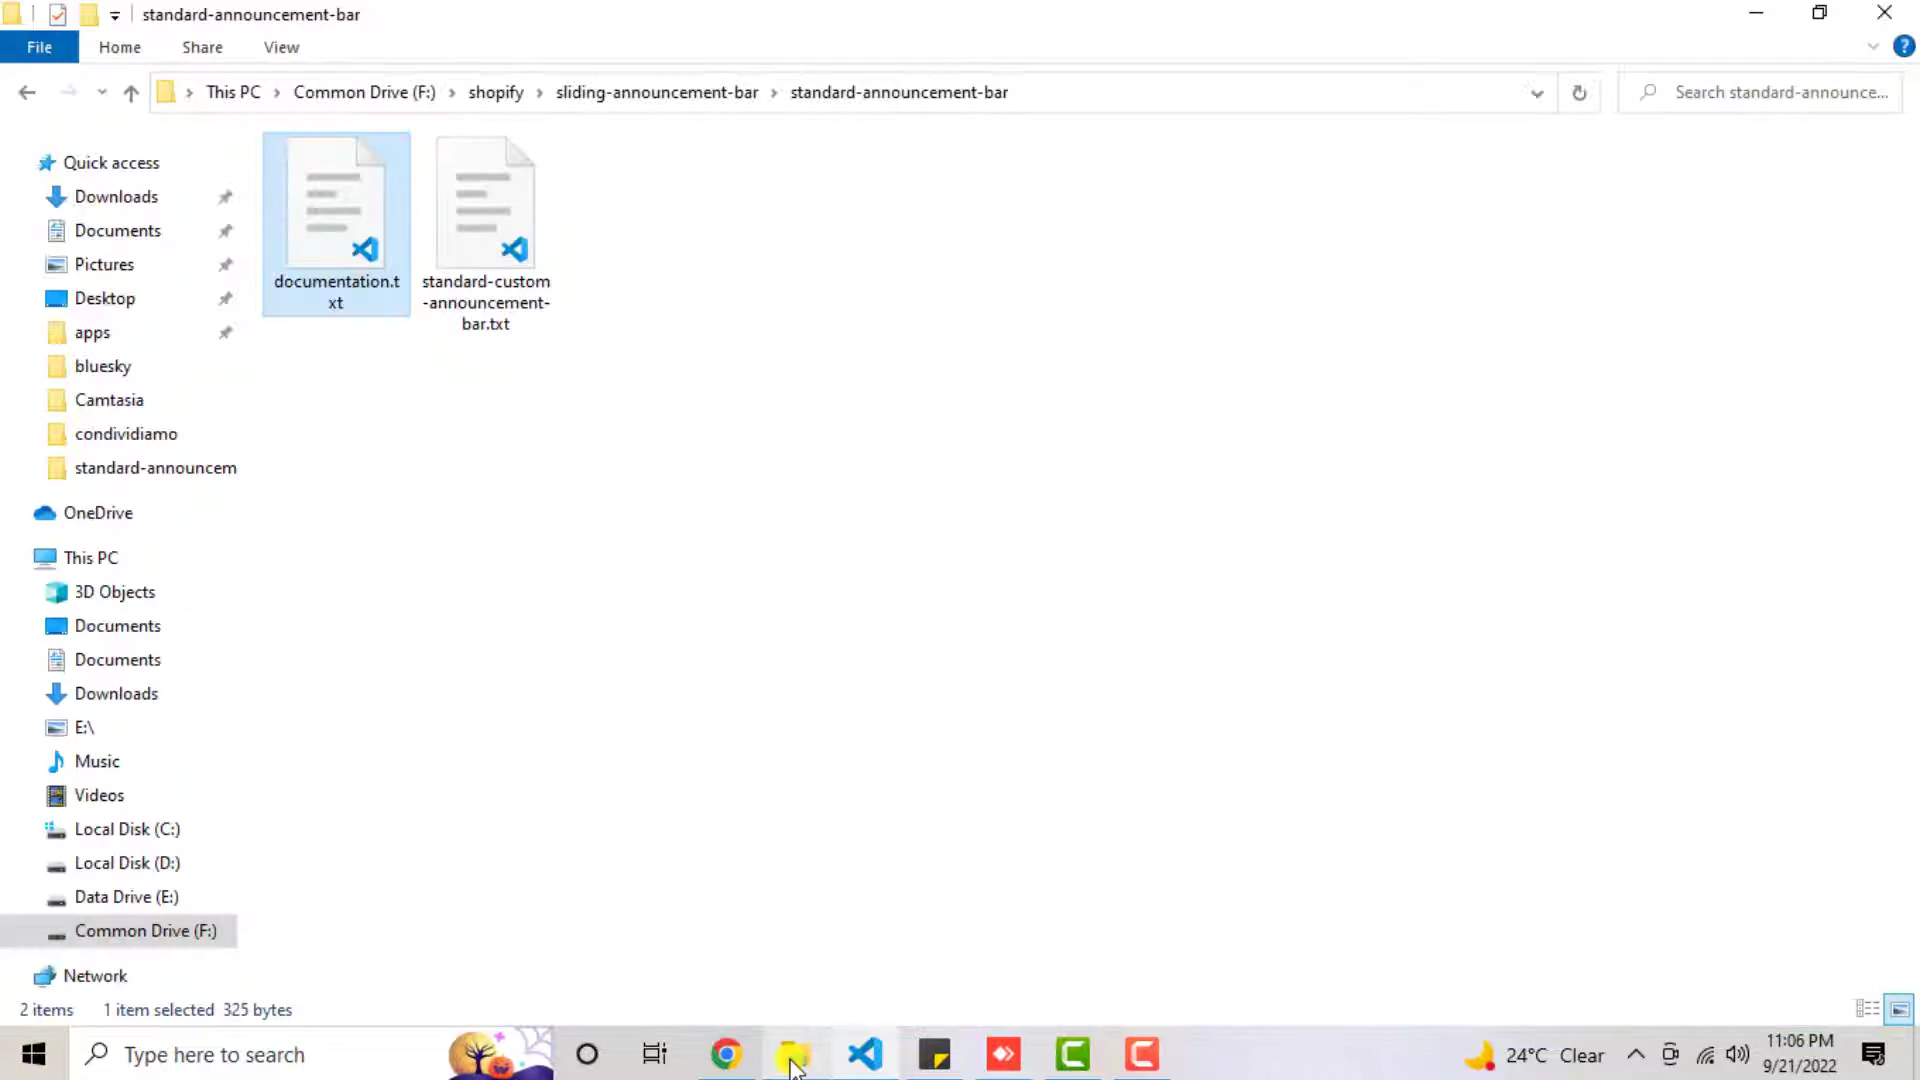 standard-announcement-bar
File Home Share View
This PC Common Drive (F:) shopify sliding-announcement-bar standard-announcement-bar
Search standard-announce...
Quick access
Downloads
Documents
Pictures
Desktop
apps
bluesky
Camtasia
condividiamo
standard-announcem
OneDrive
This PC
3D Objects
Documents
Documents
Downloads
E:\
Music
Videos
Local Disk (C:)
Local Disk (D:)
Data Drive (E:)
Common Drive (F:)
Network
documentation.t
xt
standard-custom
-announcement-
bar.txt
2 items 1 item selected 325 bytes
Type here to search
24°C Clear
11:06 PM
9/21/2022